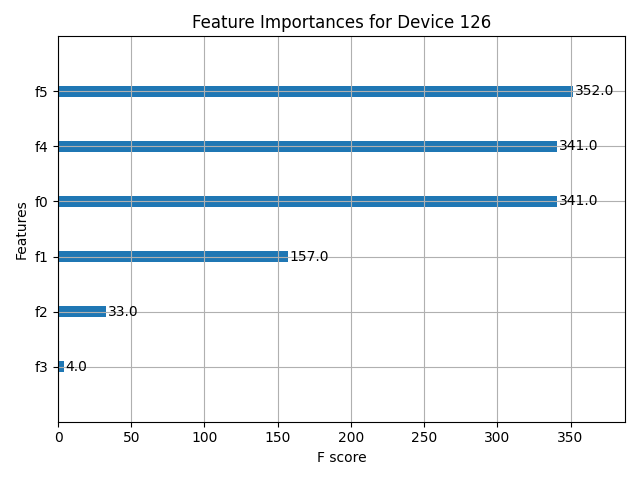 Feature Importances for Device 126
Features
f5 352.0
f4 341.0
f0 341.0
f1 157.0
f2 33.0
f3 4.0
0 50 100 150 200 250 300 350
F score